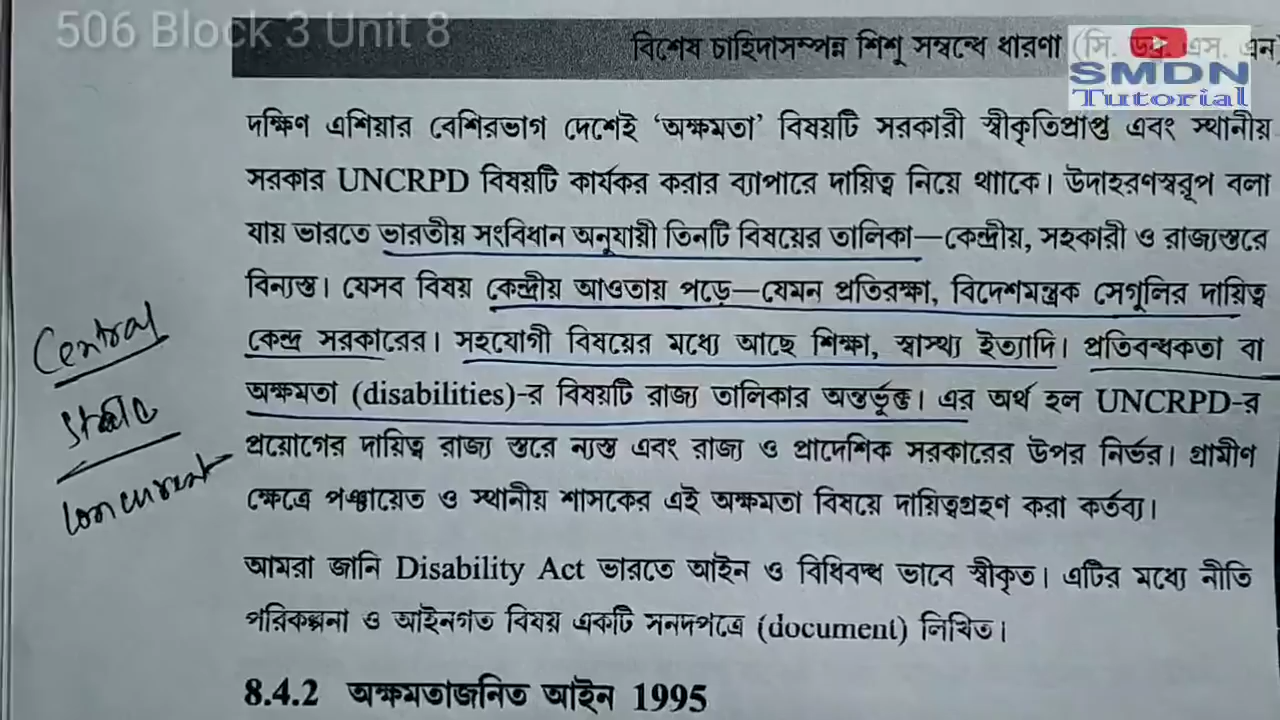 506 Block 3 Unit 8
বিশেষ চাহিদাসম্পন্ন শিশু সম্বন্ধে ধারণা (সি. ডব্লু. এস. এন)
SMDN
Tutorial
দক্ষিণ এশিয়ার বেশিরভাগ দেশেই ‘অক্ষমতা’ বিষয়টি সরকারী স্বীকৃতিপ্রাপ্ত এবং স্থানীয়
সরকার UNCRPD বিষয়টি কার্যকর করার ব্যাপারে দায়িত্ব নিয়ে থাাকে। উদাহরণস্বরূপ বলা
যায় ভারতে ভারতীয় সংবিধান অনুযায়ী তিনটি বিষয়ের তালিকা—কেন্দ্রীয়, সহকারী ও রাজ্যস্তরে
বিন্যস্ত। যেসব বিষয় কেন্দ্রীয় আওতায় পড়ে—যেমন প্রতিরক্ষা, বিদেশমন্ত্রক সেগুলির দায়িত্ব
কেন্দ্র সরকারের। সহযোগী বিষয়ের মধ্যে আছে শিক্ষা, স্বাস্থ্য ইত্যাদি। প্রতিবন্ধকতা বা
অক্ষমতা (disabilities)-র বিষয়টি রাজ্য তালিকার অন্তর্ভূক্ত। এর অর্থ হল UNCRPD-র
প্রয়োগের দায়িত্ব রাজ্য স্তরে ন্যস্ত এবং রাজ্য ও প্রাদেশিক সরকারের উপর নির্ভর। গ্রামীণ
ক্ষেত্রে পঞ্চায়েত ও স্থানীয় শাসকের এই অক্ষমতা বিষয়ে দায়িত্বগ্রহণ করা কর্তব্য।
Central
State
Concurrent
আমরা জানি Disability Act ভারতে আইন ও বিধিবদ্ধ ভাবে স্বীকৃত। এটির মধ্যে নীতি
পরিকল্পনা ও আইনগত বিষয় একটি সনদপত্রে (document) লিখিত।
8.4.2 অক্ষমতাজনিত আইন 1995